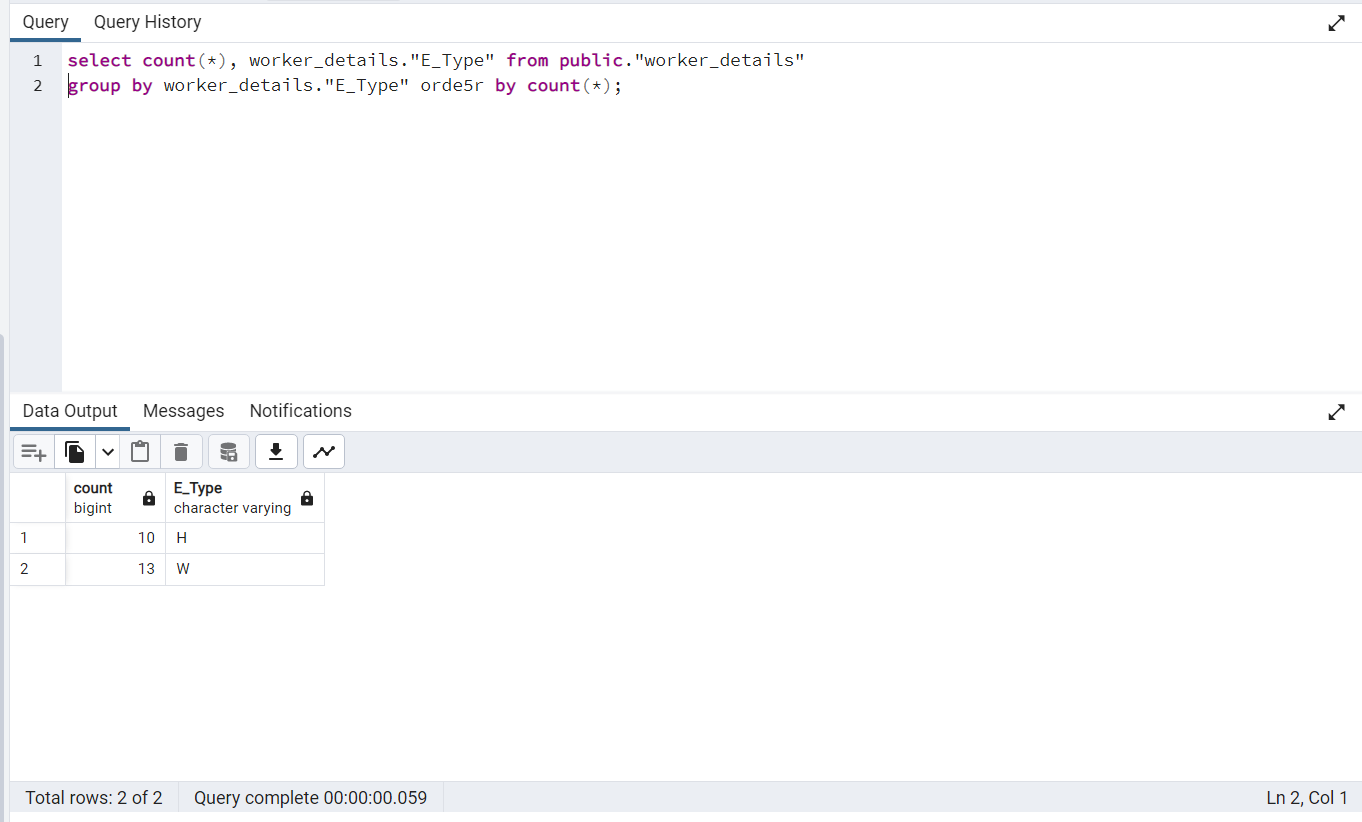 Query Query History
1 select count(*), worker_details."E_Type" from public."worker_details"
2 group by worker_details."E_Type" orde5r by count(*);
Data Output Messages Notifications
count E_Type
bigint character varying
1 10 H
2 13 W
Total rows: 2 of 2 Query complete 00:00:00.059 Ln 2, Col 1